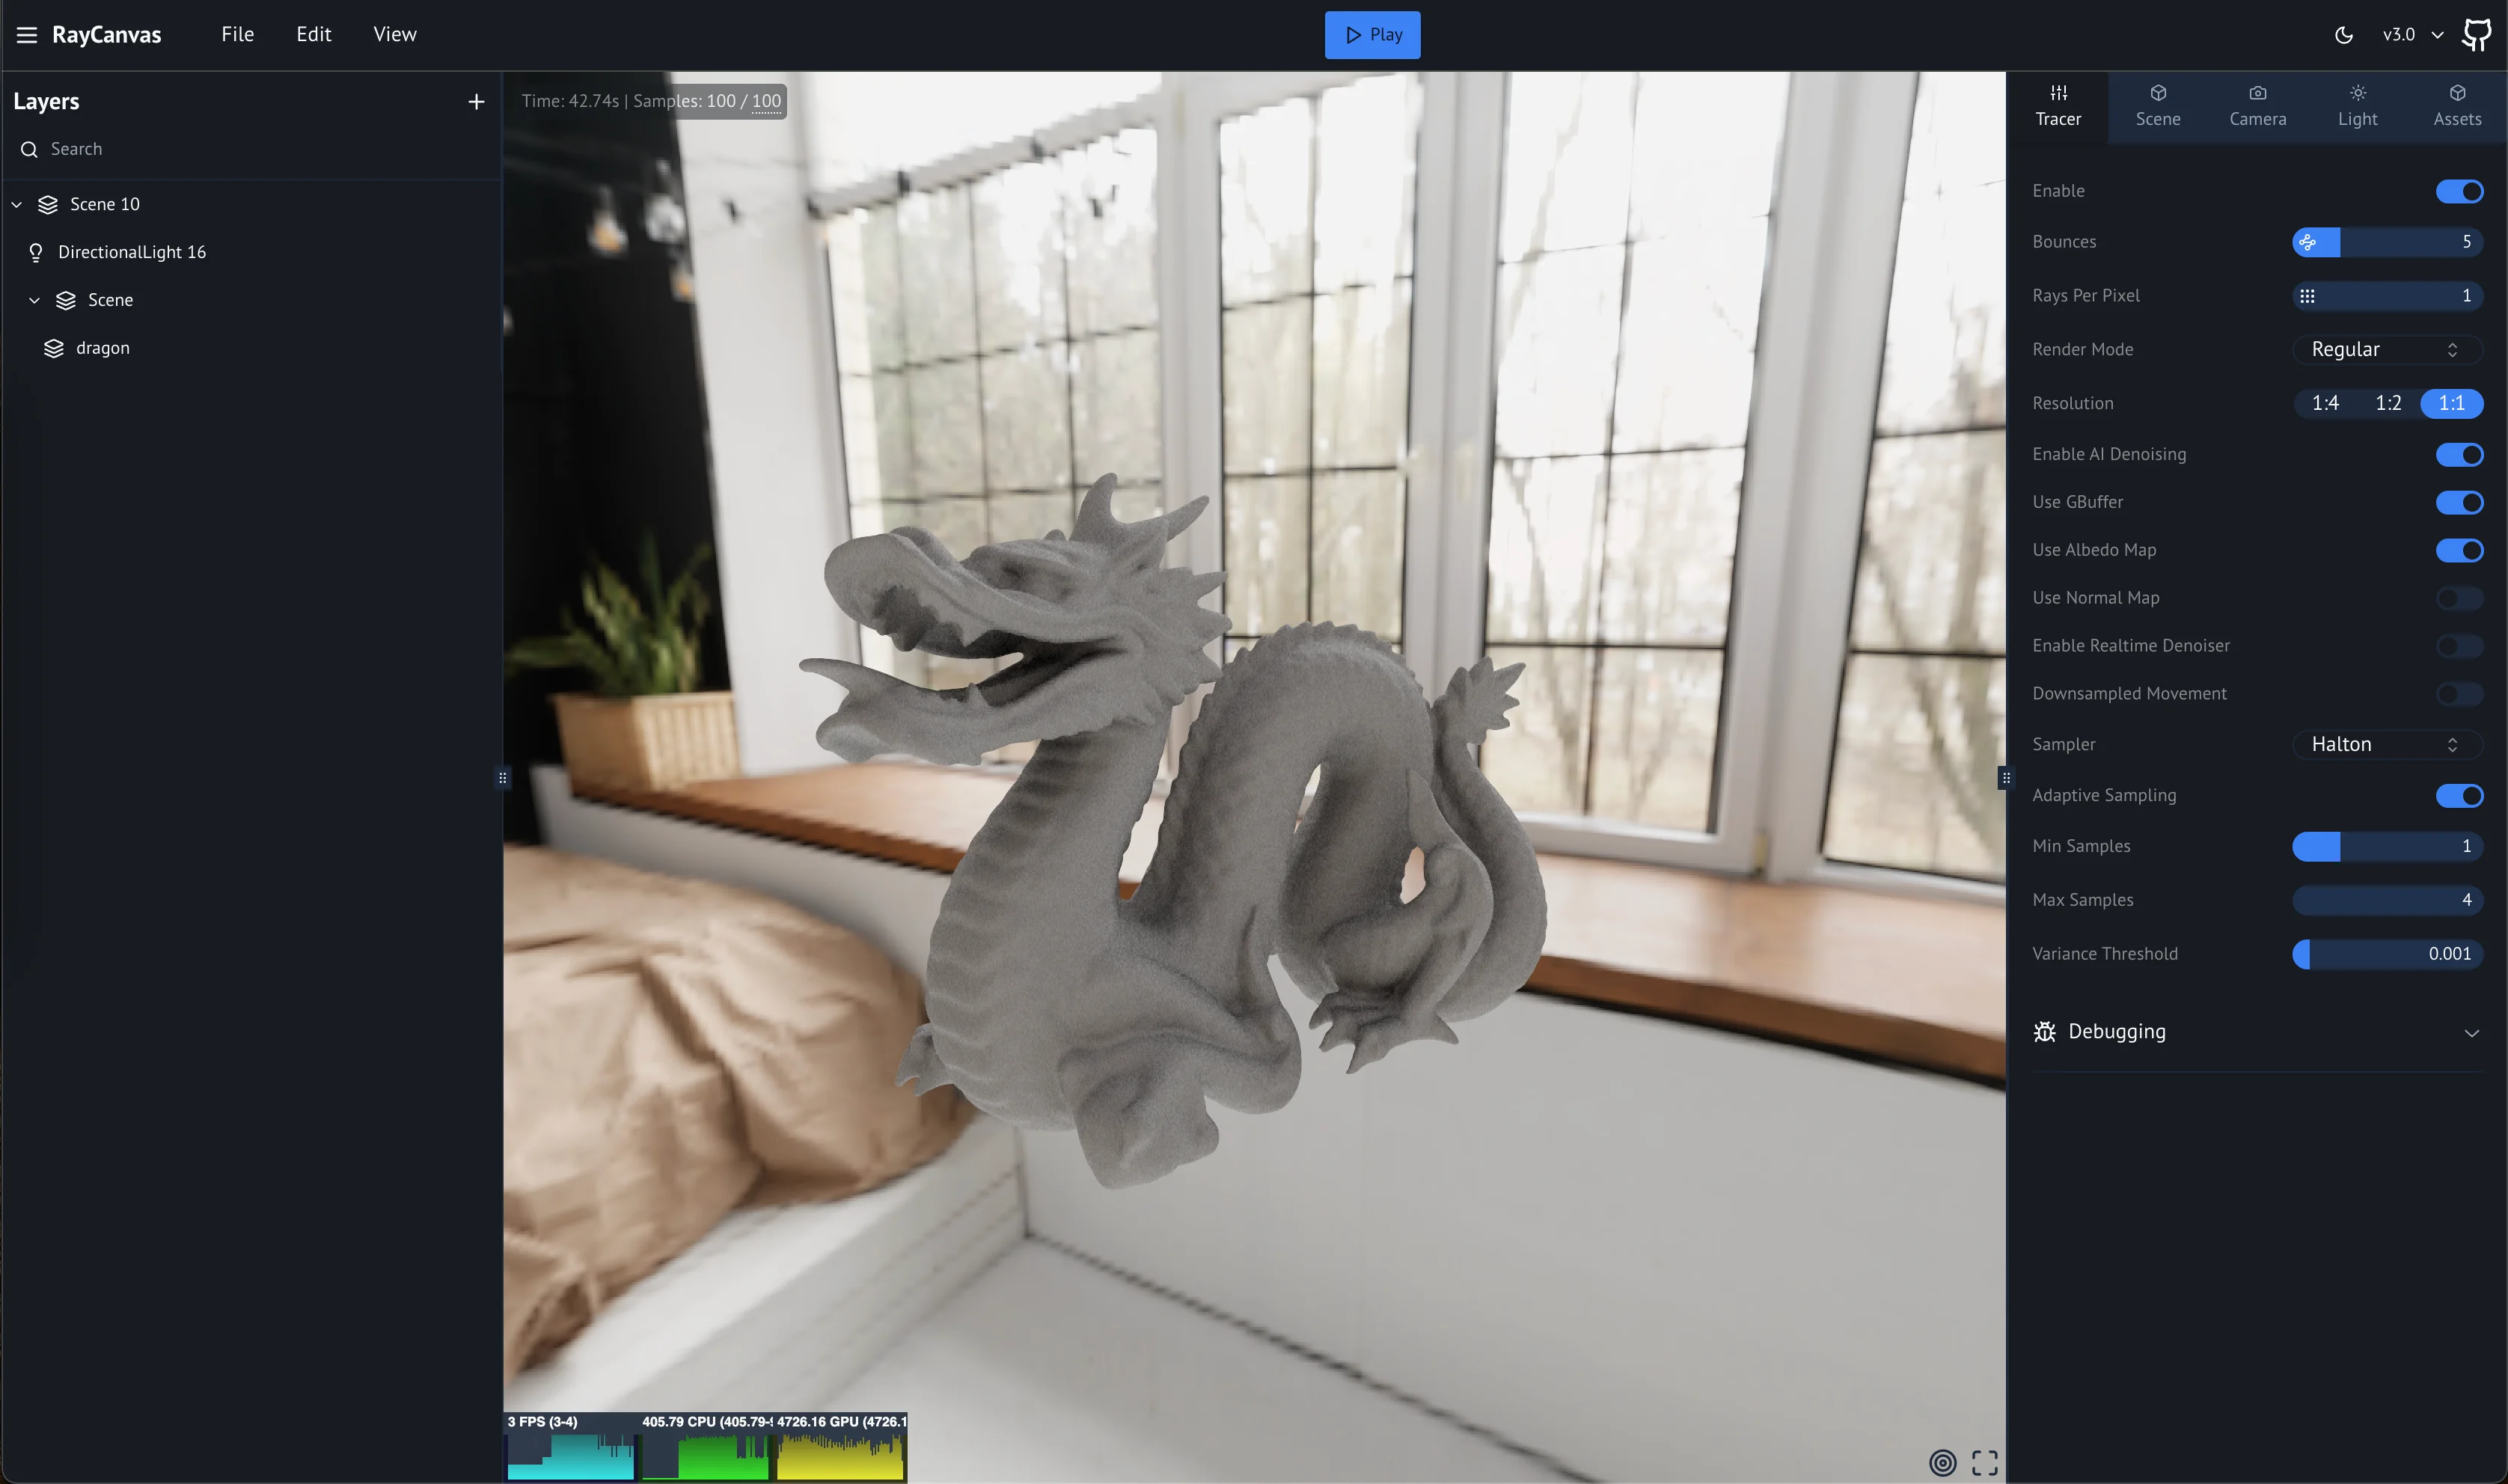 RayCanvas File Edit View Play v3.0
Layers
Search
Scene 10
DirectionalLight 16
Scene
dragon
Time: 42.74s | Samples: 100 / 100
3 FPS (3-4) 405.79 CPU (405.79- 4726.16 GPU (4726.1
Tracer Scene Camera Light Assets
Enable
Bounces 5
Rays Per Pixel 1
Render Mode Regular
Resolution 1:4 1:2 1:1
Enable AI Denoising
Use GBuffer
Use Albedo Map
Use Normal Map
Enable Realtime Denoiser
Downsampled Movement
Sampler Halton
Adaptive Sampling
Min Samples 1
Max Samples 4
Variance Threshold 0.001
Debugging